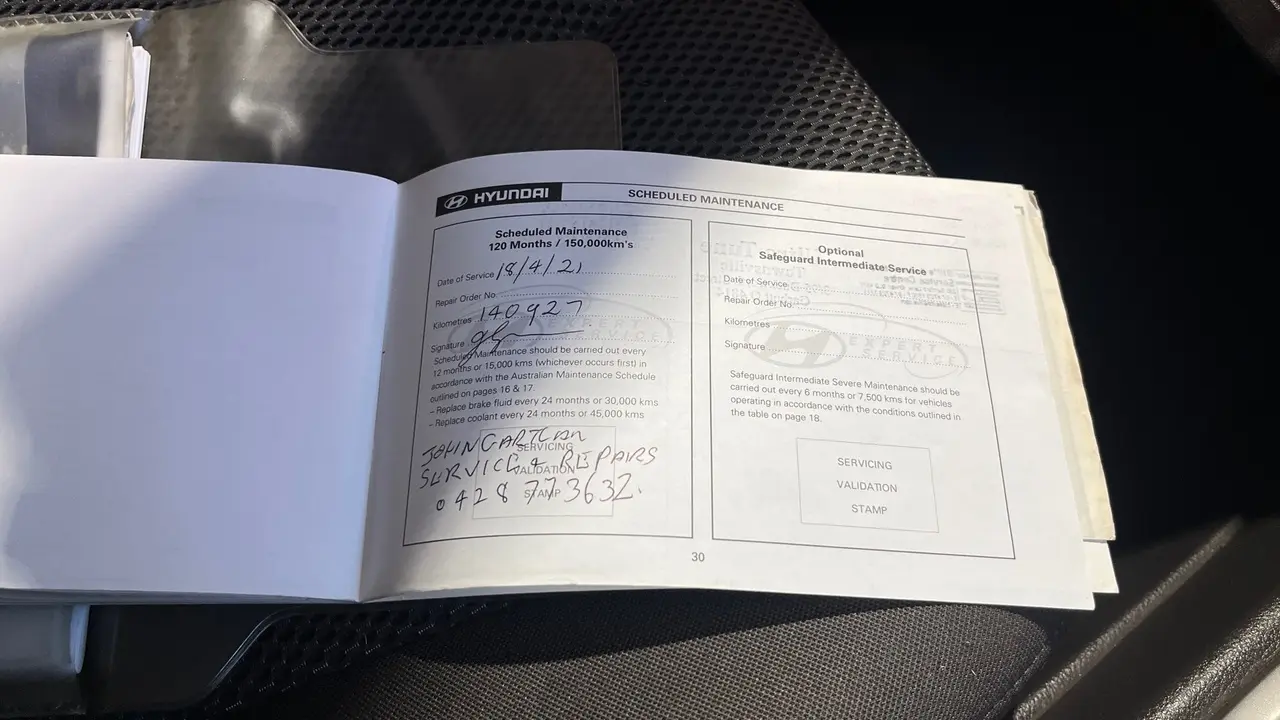 HYUNDAI
SCHEDULED MAINTENANCE
Scheduled Maintenance
120 Months / 150,000km's
Date of Service 18/4/21
Repair Order No.
Kilometres 140927
Signature
Scheduled Maintenance should be carried out every
12 months or 15,000 kms (whichever occurs first) in
accordance with the Australian Maintenance Schedule
outlined on pages 16 & 17.
– Replace brake fluid every 24 months or 30,000 kms
– Replace coolant every 24 months or 45,000 kms
EXPERT
SERVICE
SERVICING
VALIDATION
STAMP
JOHN
SERVICE & REPAIRS
0428 773632.
Optional
Safeguard Intermediate Service
Date of Service
Repair Order No.
Kilometres
Signature
EXPERT
SERVICE
Safeguard Intermediate Severe Maintenance should be
carried out every 6 months or 7,500 kms for vehicles
operating in accordance with the conditions outlined in
the table on page 18.
SERVICING
VALIDATION
STAMP
30